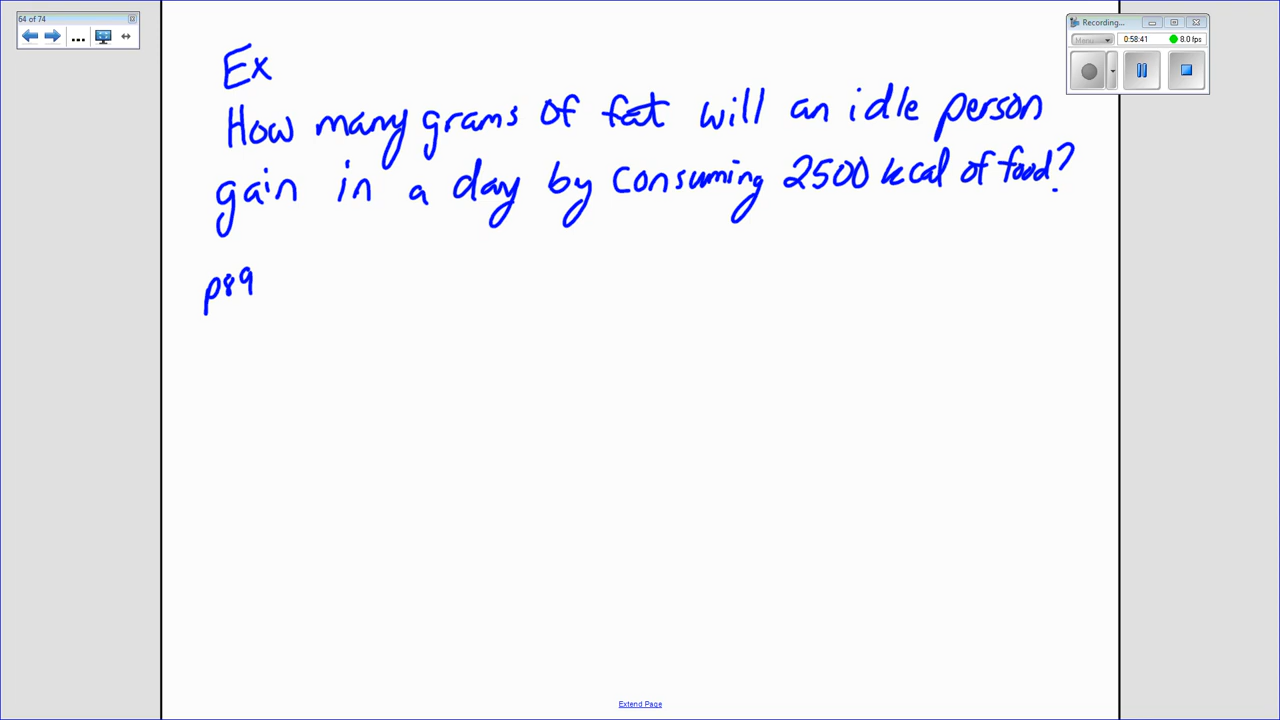 64 of 74
Recording...
Menu
0:58:41
8.0 fps
Ex
How many grams of fat will an idle person
gain in a day by consuming 2500 kcal of food?
p89
Extend Page